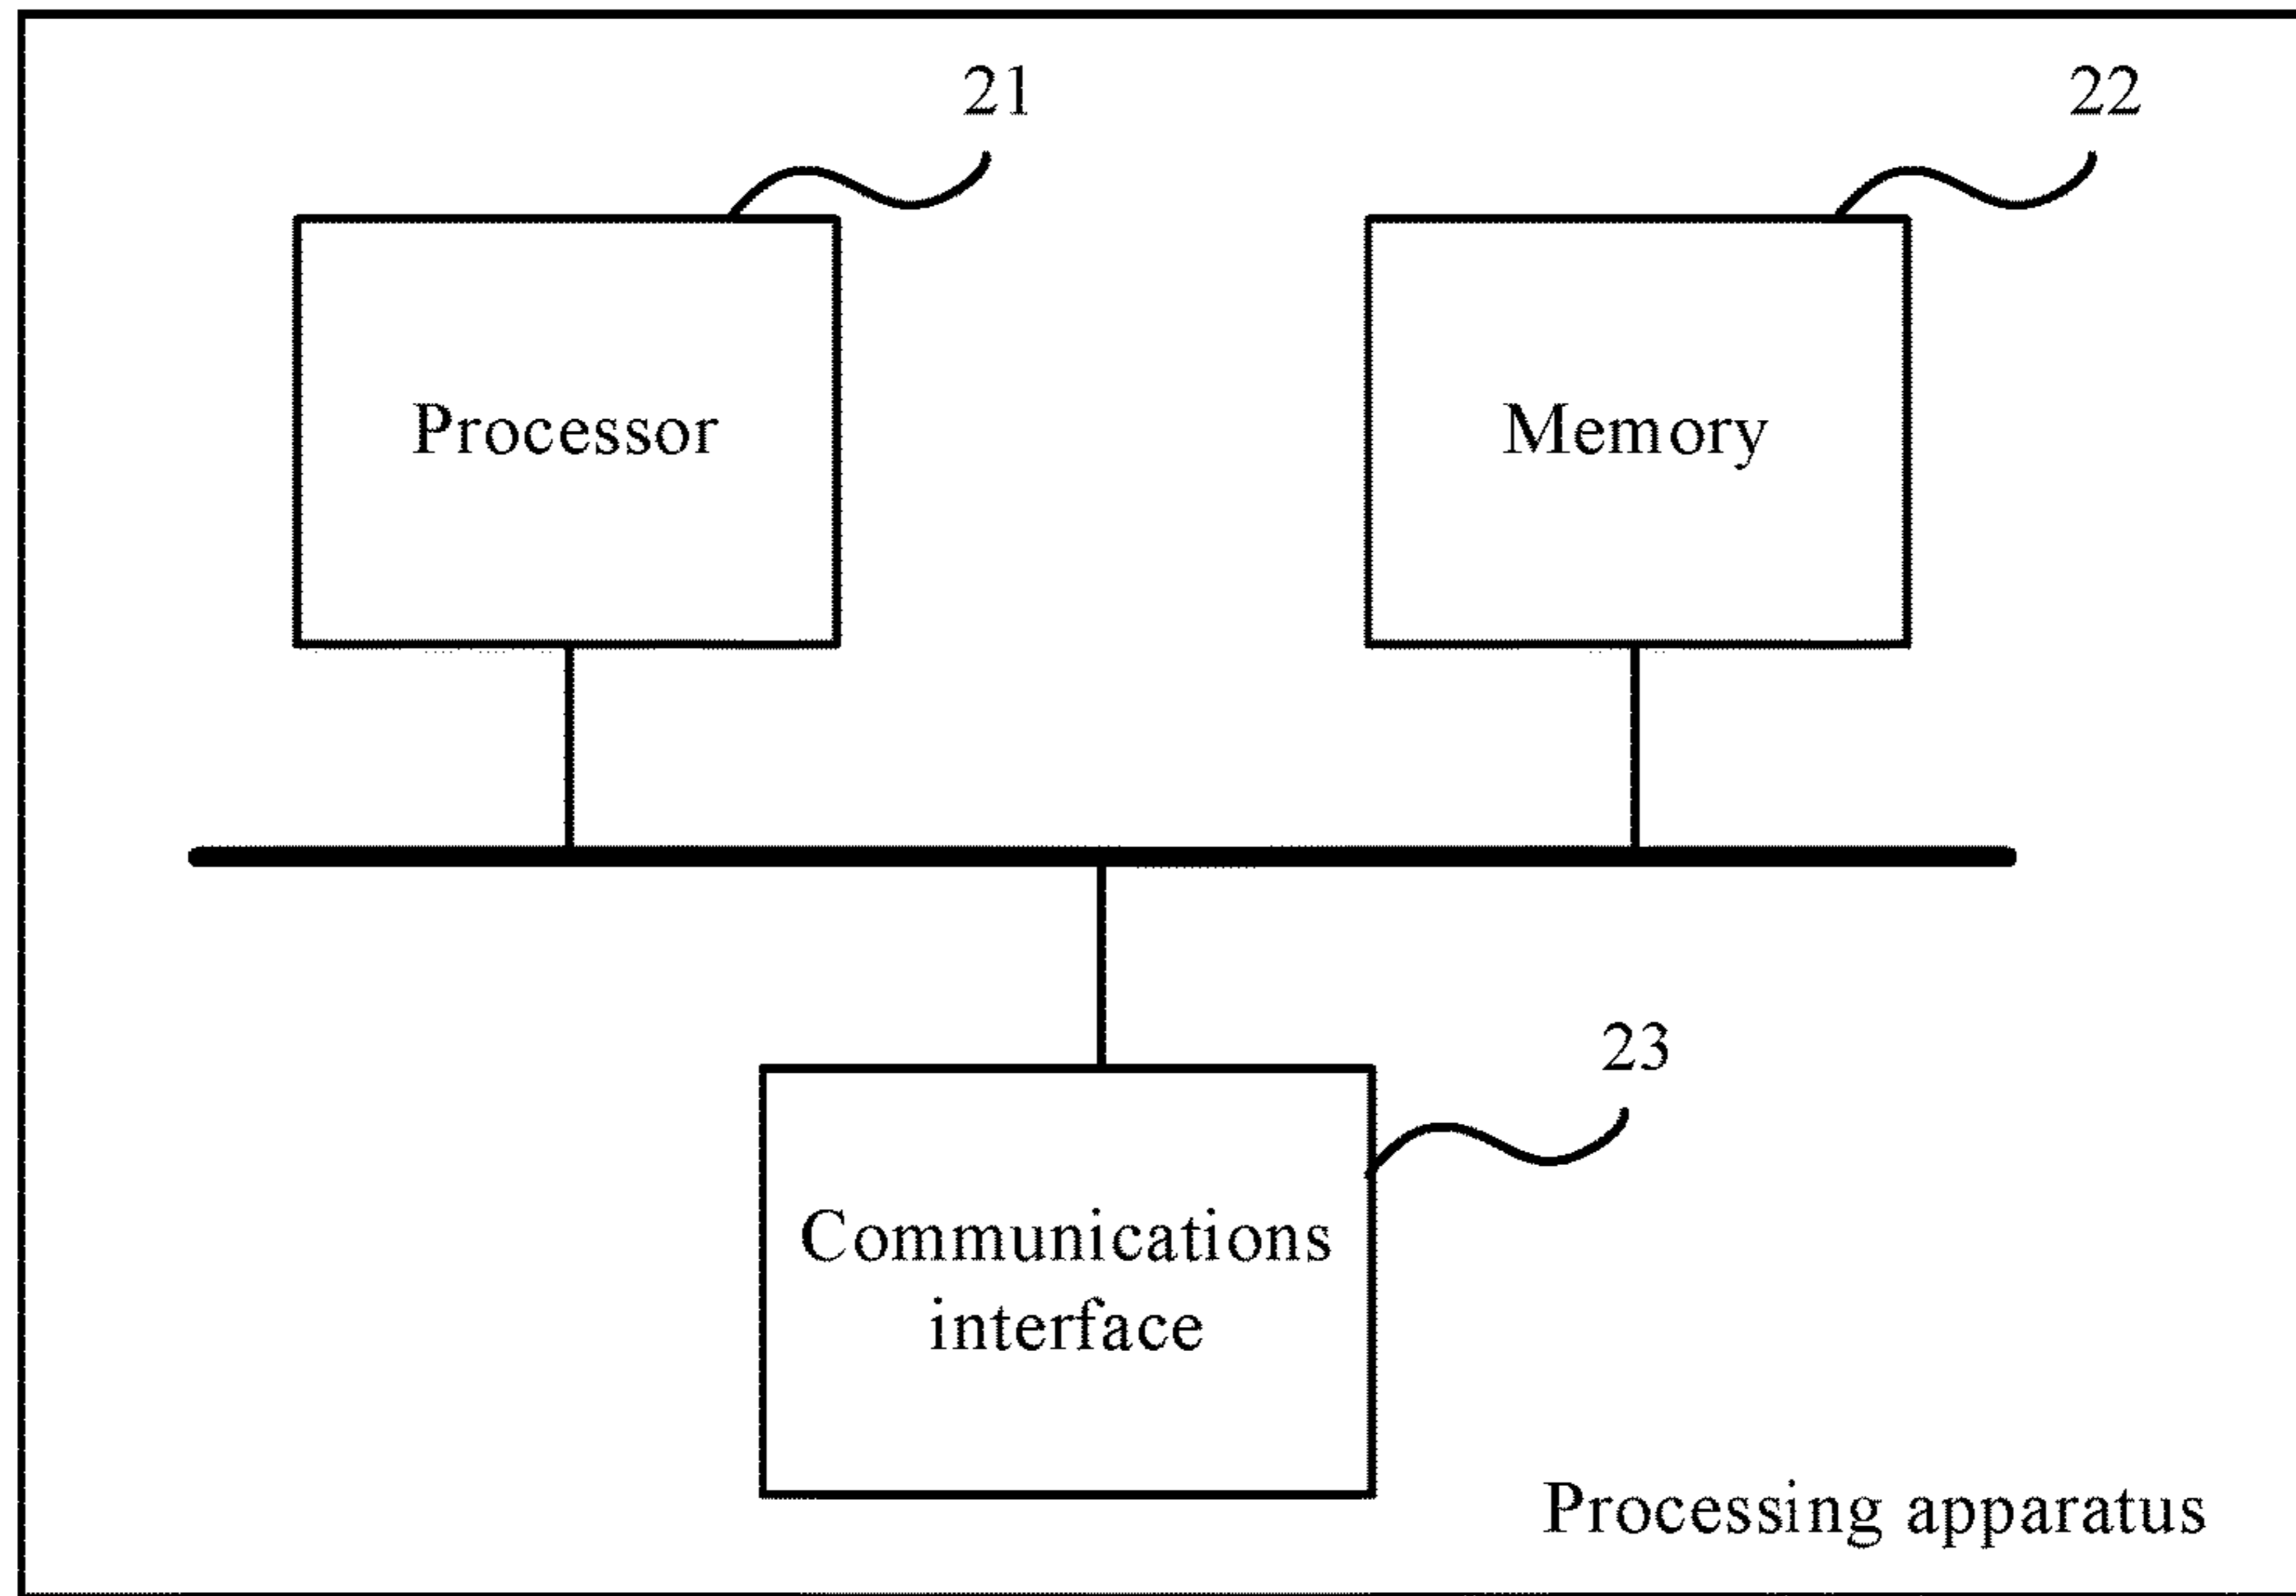 21
22
Processor
Memory
23
Communications
interface
Processing apparatus